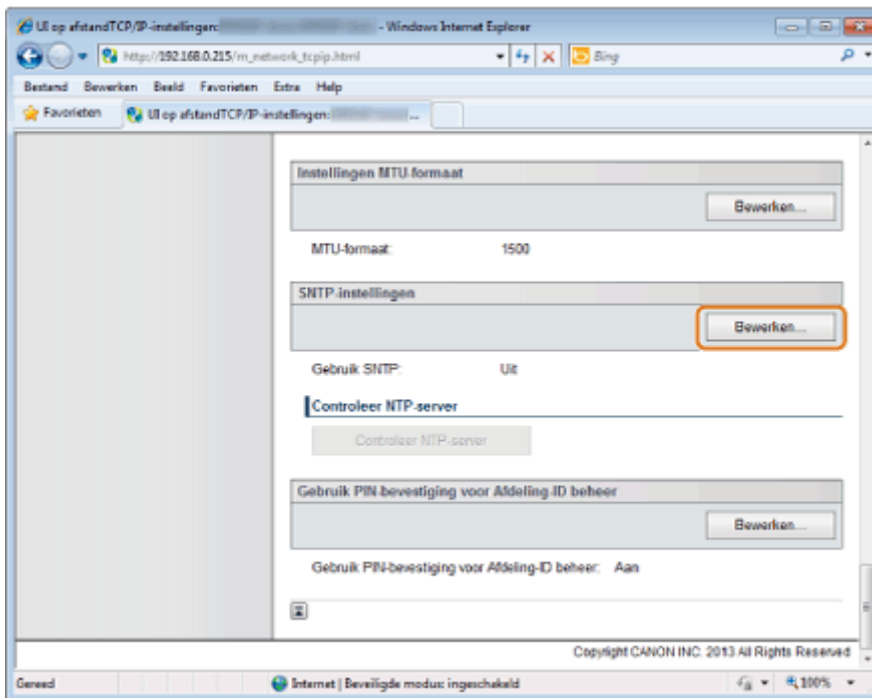 UI op afstandTCP/IP-instellingen: - Windows Internet Explorer
http://192.168.0.215/m_network_tcpip.html Bing
Bestand Bewerken Beeld Favorieten Extra Help
Favorieten UI op afstandTCP/IP-instellingen: ...
Instellingen MTU-formaat
Bewerken...
MTU-formaat: 1500
SNTP-instellingen
Bewerken...
Gebruik SNTP: Uit
Controleer NTP-server
Controleer NTP-server
Gebruik PIN-bevestiging voor Afdeling-ID beheer
Bewerken...
Gebruik PIN-bevestiging voor Afdeling-ID beheer: Aan
Copyright CANON INC. 2013 All Rights Reserved
Gereed Internet | Beveiligde modus: ingeschakeld 100%